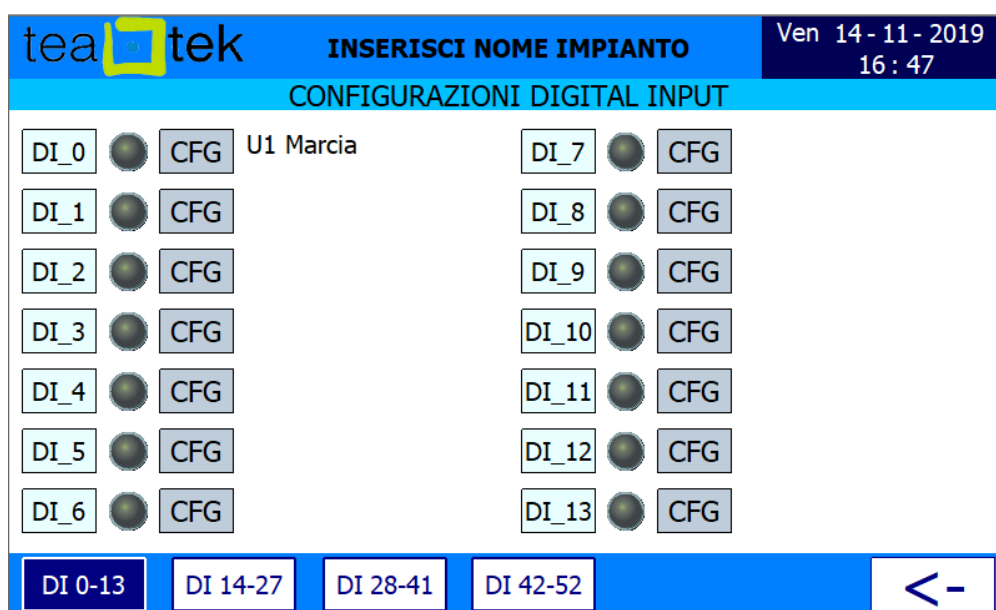 teatek
INSERISCI NOME IMPIANTO
Ven 14 - 11 - 2019
16 : 47
CONFIGURAZIONI DIGITAL INPUT
DI_0 CFG U1 Marcia
DI_1 CFG
DI_2 CFG
DI_3 CFG
DI_4 CFG
DI_5 CFG
DI_6 CFG
DI_7 CFG
DI_8 CFG
DI_9 CFG
DI_10 CFG
DI_11 CFG
DI_12 CFG
DI_13 CFG
DI 0-13 DI 14-27 DI 28-41 DI 42-52 <-